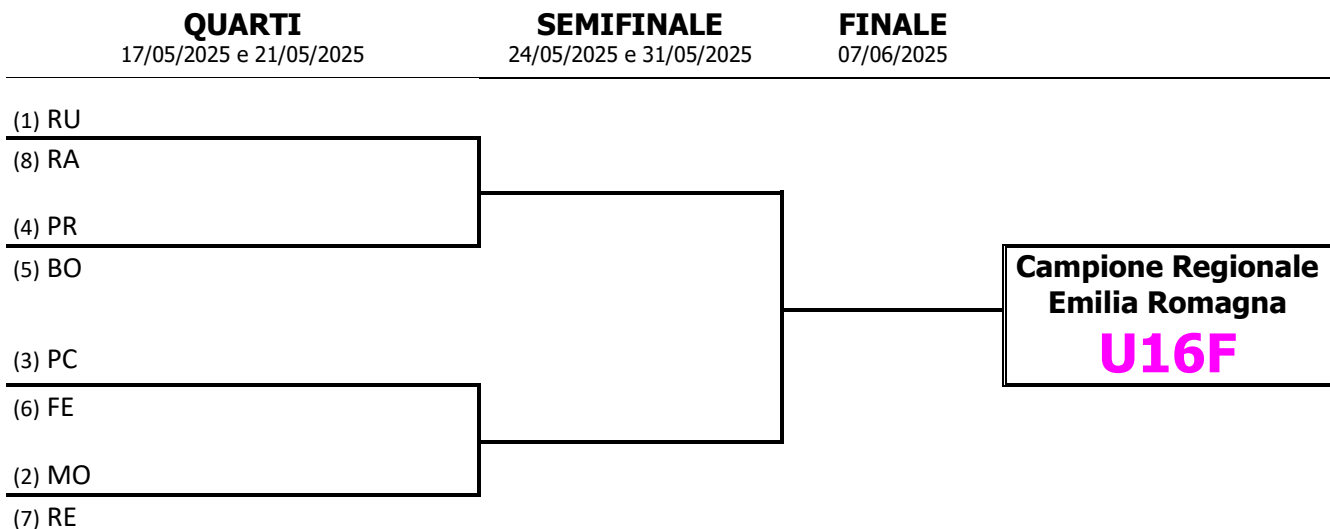 QUARTI
17/05/2025 e 21/05/2025
SEMIFINALE
24/05/2025 e 31/05/2025
FINALE
07/06/2025
(1) RU
(8) RA
(4) PR
(5) BO
(3) PC
(6) FE
(2) MO
(7) RE
Campione Regionale
Emilia Romagna
U16F